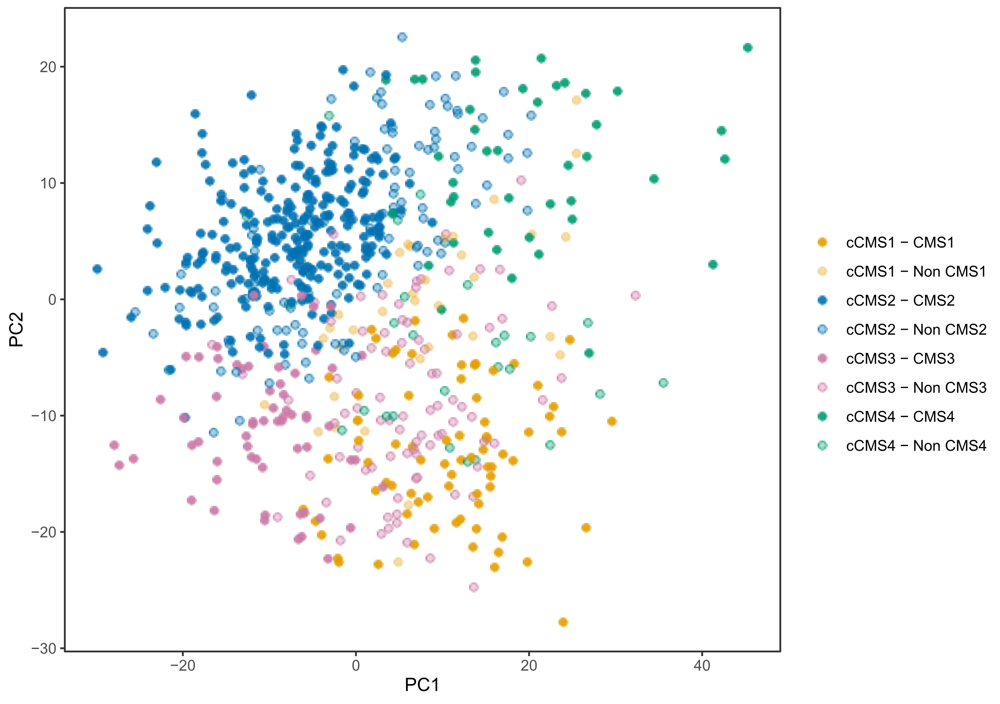 PC2
20
10
0
−10
−20
−30
−20
0
20
40
PC1
cCMS1 − CMS1
cCMS1 − Non CMS1
cCMS2 − CMS2
cCMS2 − Non CMS2
cCMS3 − CMS3
cCMS3 − Non CMS3
cCMS4 − CMS4
cCMS4 − Non CMS4